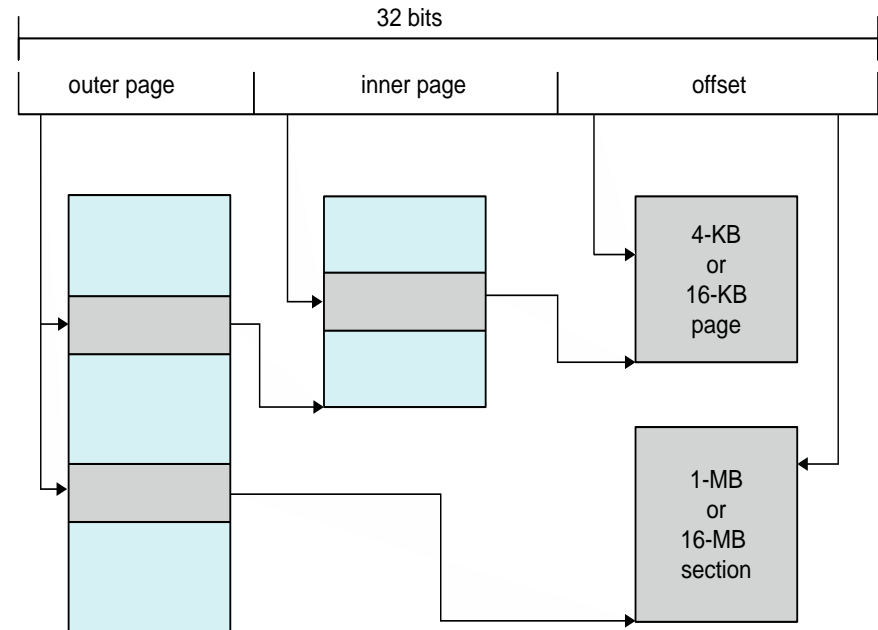 32 bits
outer page
inner page
offset
4-KB
or
16-KB
page
1-MB
or
16-MB
section